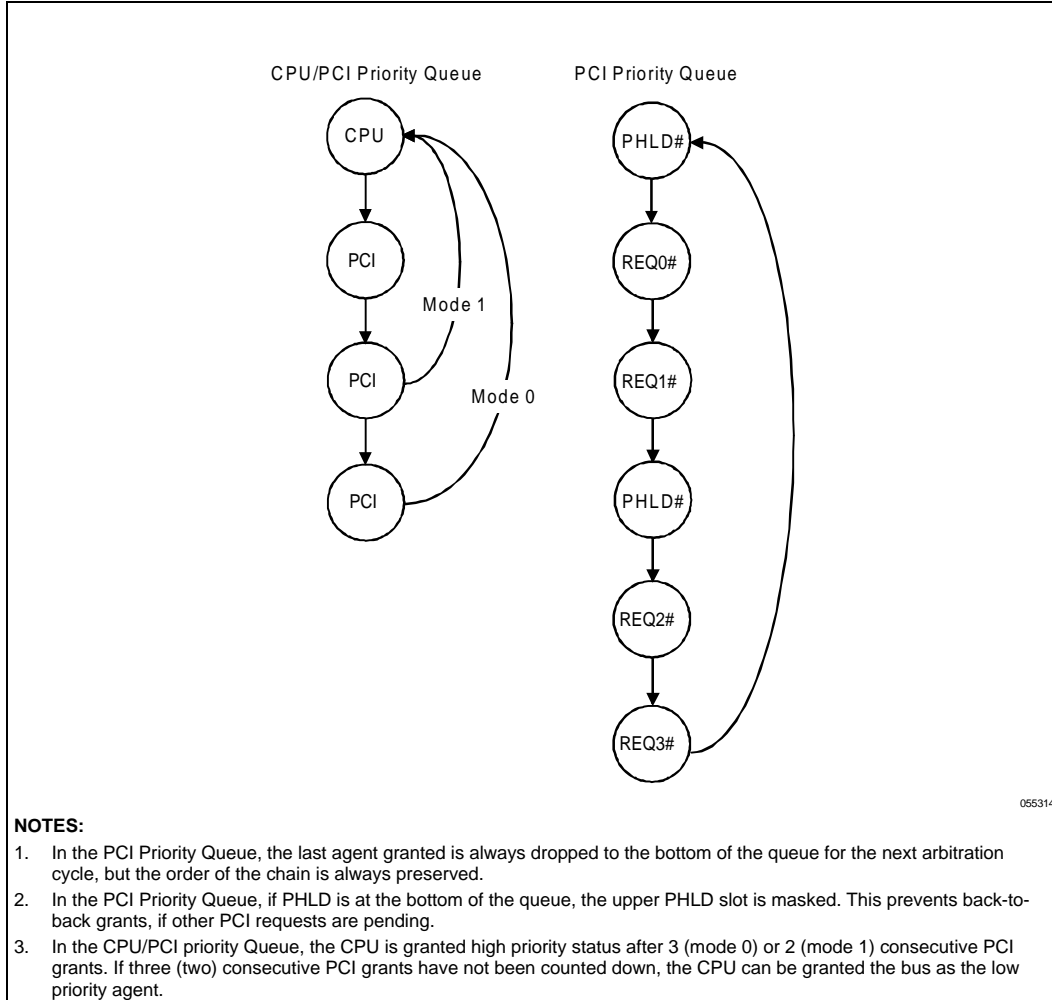 CPU/PCI Priority Queue
CPU
PCI
PCI
PCI
Mode 1
Mode 0
PCI Priority Queue
PHLD#
REQ0#
REQ1#
PHLD#
REQ2#
REQ3#
055314
NOTES:
1. In the PCI Priority Queue, the last agent granted is always dropped to the bottom of the queue for the next arbitration
cycle, but the order of the chain is always preserved.
2. In the PCI Priority Queue, if PHLD is at the bottom of the queue, the upper PHLD slot is masked. This prevents back-to-
back grants, if other PCI requests are pending.
3. In the CPU/PCI priority Queue, the CPU is granted high priority status after 3 (mode 0) or 2 (mode 1) consecutive PCI
grants. If three (two) consecutive PCI grants have not been counted down, the CPU can be granted the bus as the low
priority agent.